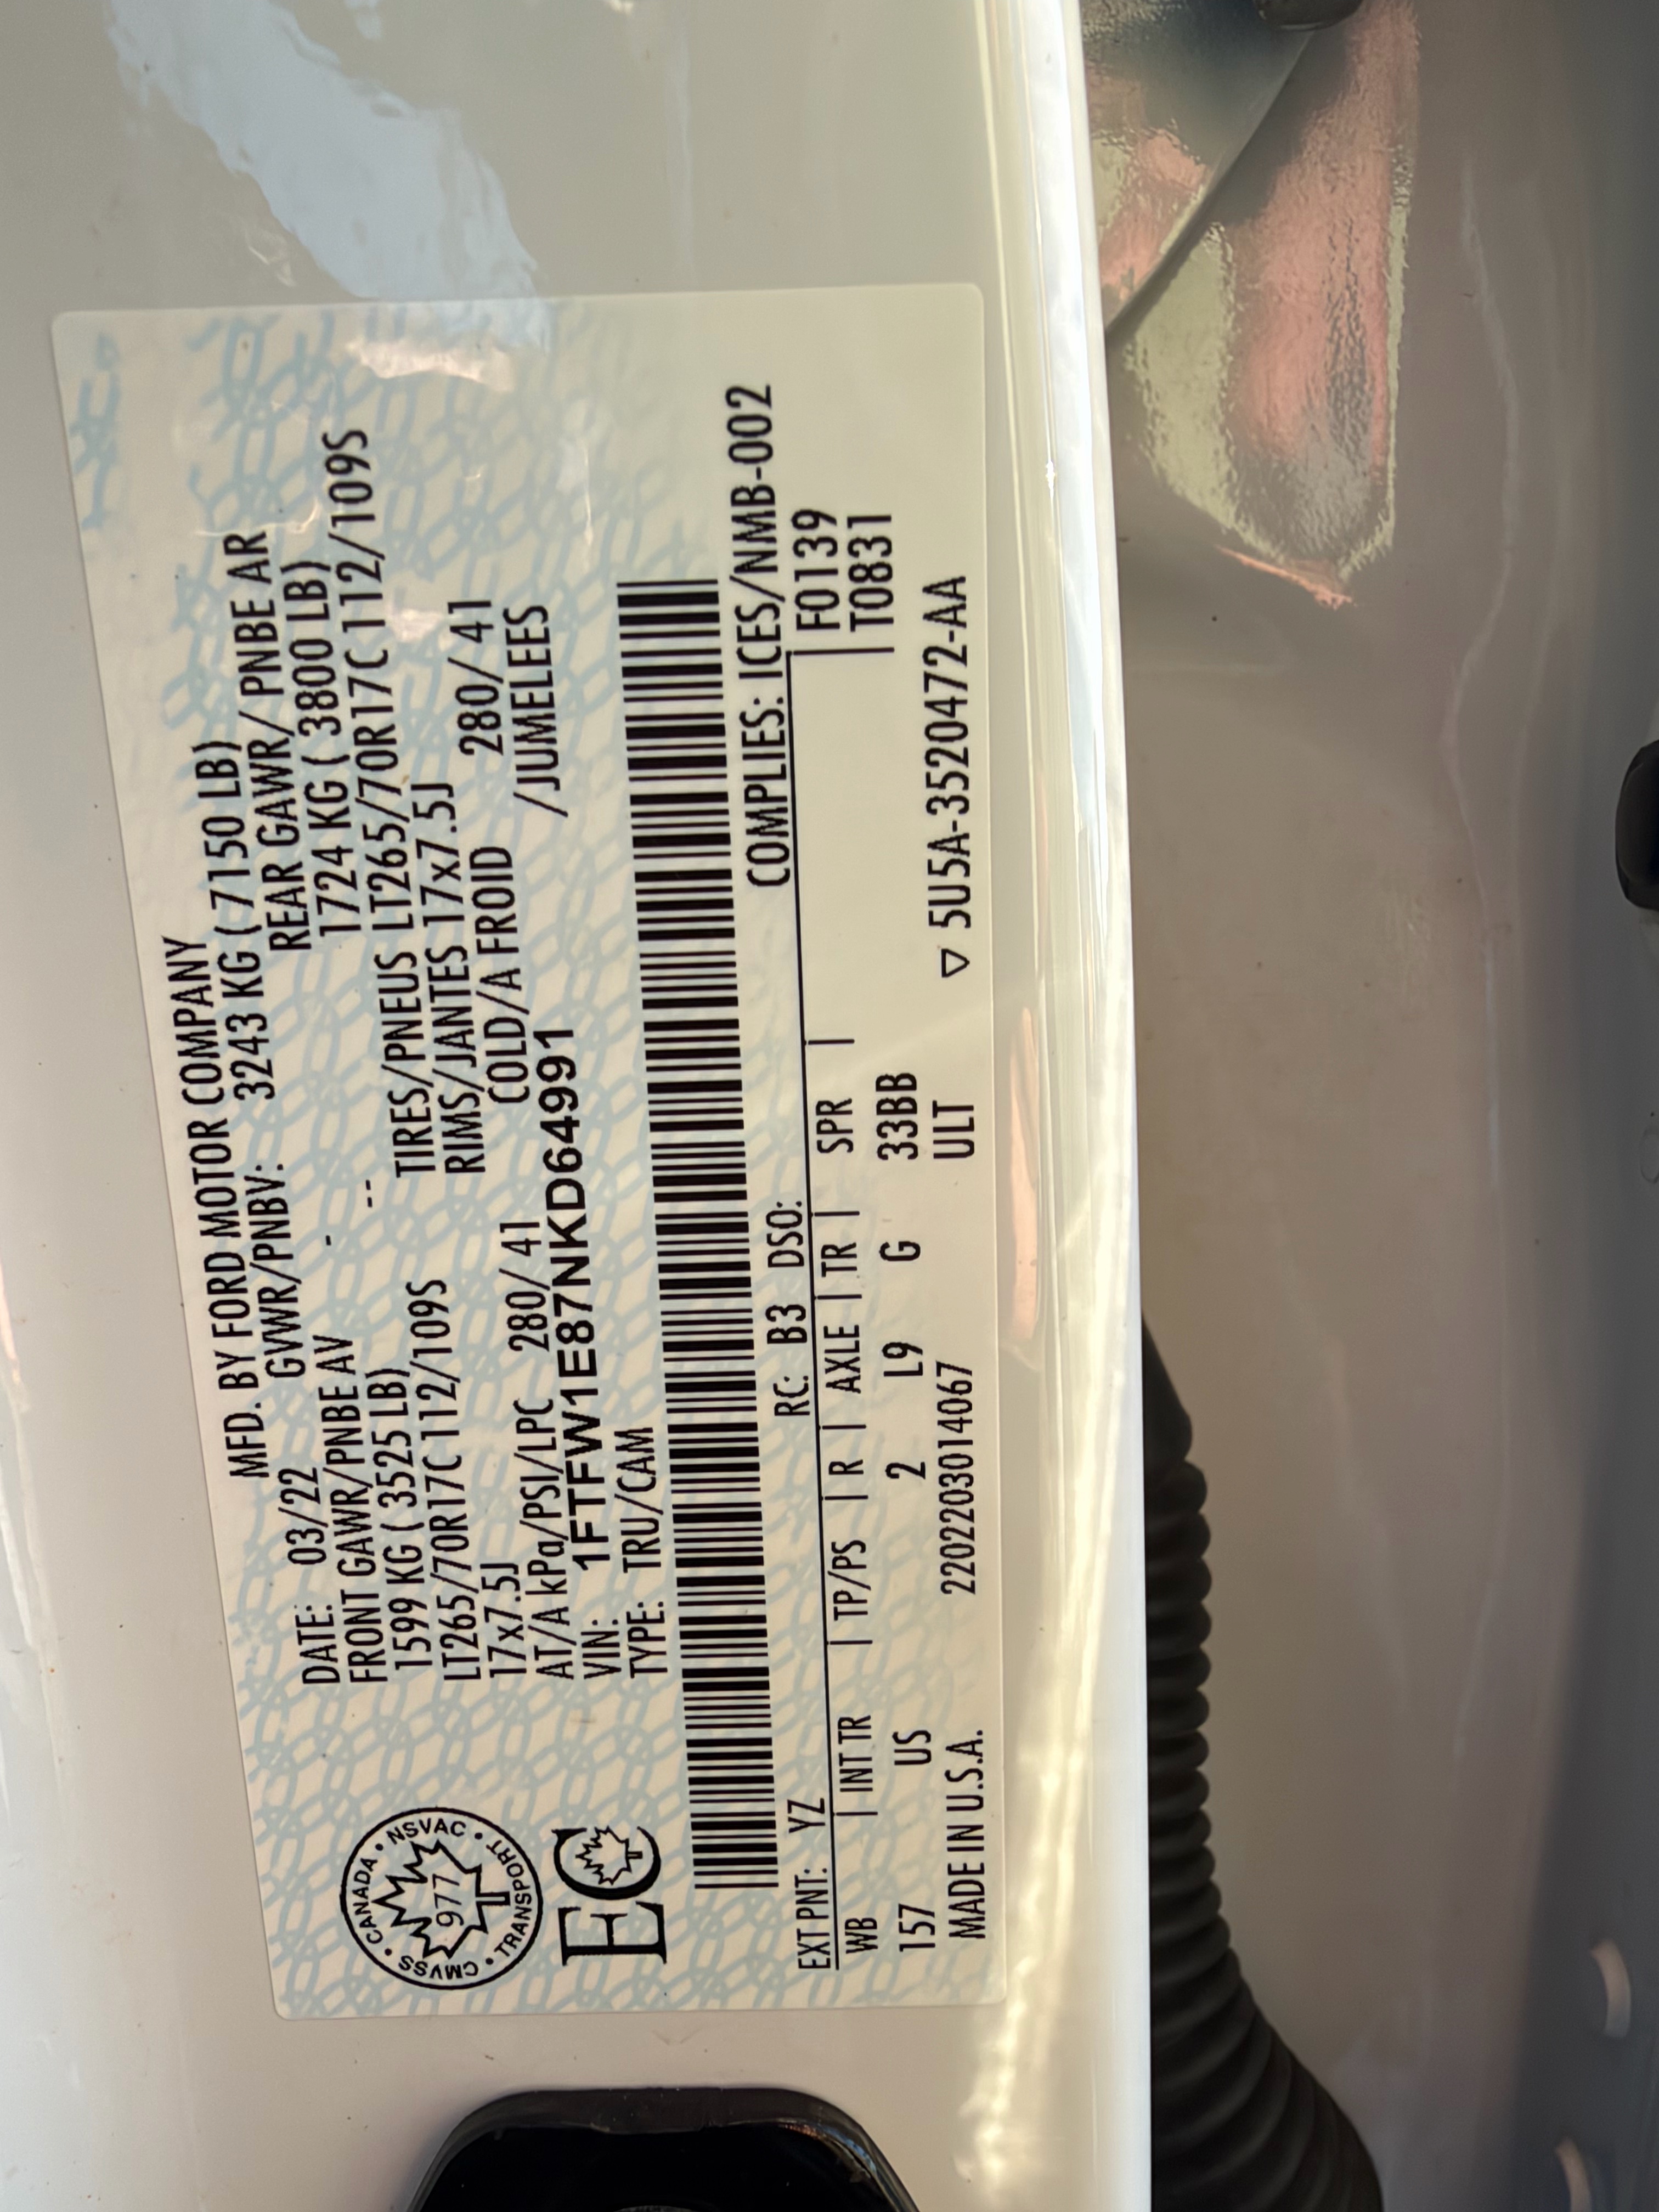 MFD. BY FORD MOTOR COMPANY
DATE: 03/22 GVWR/PNBV: 3243 KG ( 7150 LB)
FRONT GAWR/PNBE AV - REAR GAWR/ PNBE AR
1599 KG ( 3525 LB) -- 1724 KG ( 3800 LB)
LT265/70R17C112/109S TIRES/PNEUS LT265/70R17C112/109S
17x7.5J RIMS/JANTES 17x7.5J
AT/A kPa/PSI/LPC 280/ 41 COLD/A FROID 280/ 41
VIN: 1FTFW1E87NKD64991 /JUMELEES
TYPE: TRU/CAM
CMVSS • CANADA • NSVAC • TRANSPORT •
977
EC
COMPLIES: ICES/NMB-002
EXT PNT: YZ RC: B3 DSO: F0139
WB | INT TR | TP/PS | R | AXLE | TR | SPR | T0831
157 US 2 L9 G 33BB
MADE IN U.S.A. 2202203014067 ULT ▽ 5U5A-3520472-AA